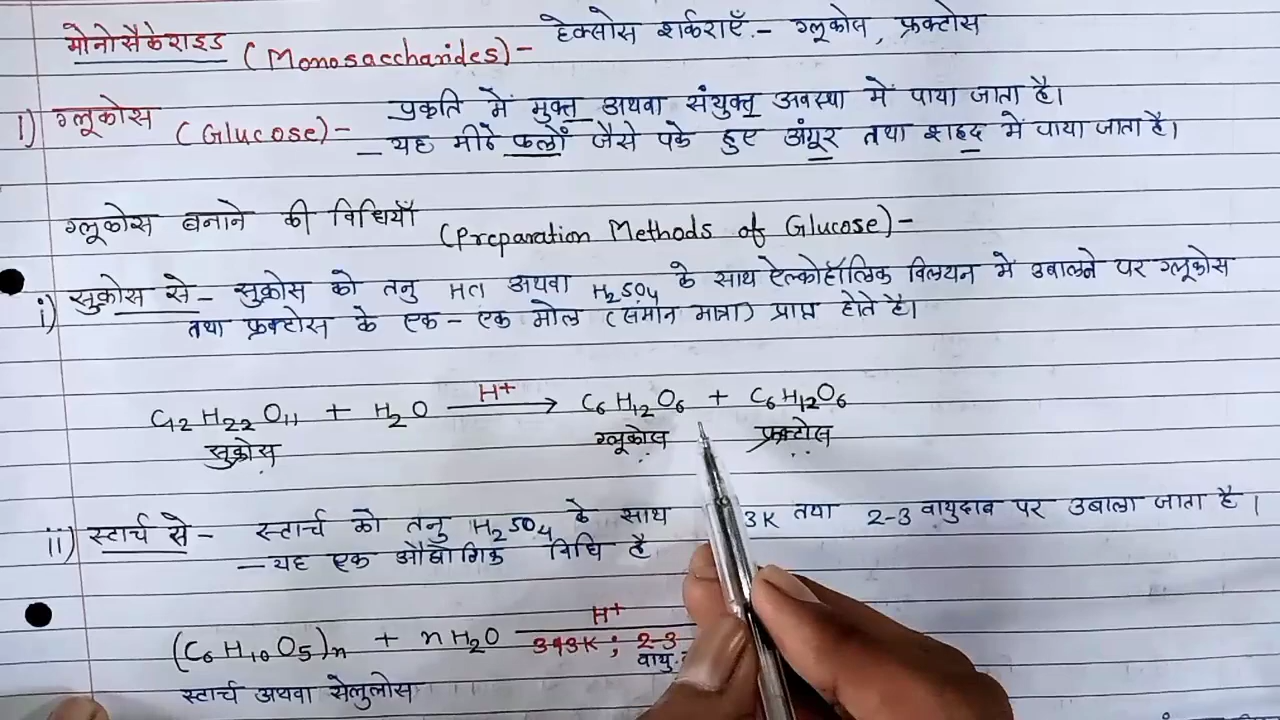 मोनोसैकेराइड (Monosaccharides) - हेक्सोस शर्कराएँ - ग्लूकोस, फ्रक्टोस
1) ग्लूकोस (Glucose) - प्रकृति में मुक्त अथवा संयुक्त अवस्था में पाया जाता है।
- यह मीठे फलों जैसे पके हुए अंगूर तथा शहद में पाया जाता है।
ग्लूकोस बनाने की विधियाँ (Preparation Methods of Glucose) -
i) सुक्रोस से - सुक्रोस को तनु HCl अथवा H₂SO₄ के साथ ऐल्कोहॉलिक विलयन में उबालने पर ग्लूकोस
तथा फ्रक्टोस के एक - एक मोल (समान मात्रा) प्राप्त होते है।
C₁₂H₂₂O₁₁ + H₂O —H⁺→ C₆H₁₂O₆ + C₆H₁₂O₆
सुक्रोस ग्लूकोस फ्रक्टोस
ii) स्टार्च से - स्टार्च को तनु H₂SO₄ के साथ 3K तथा 2-3 वायुदाब पर उबाला जाता है।
- यह एक औद्योगिक विधि है
H⁺
(C₆H₁₀O₅)n + nH₂O 393K ; 2-3
वायु.
स्टार्च अथवा सेलुलोस